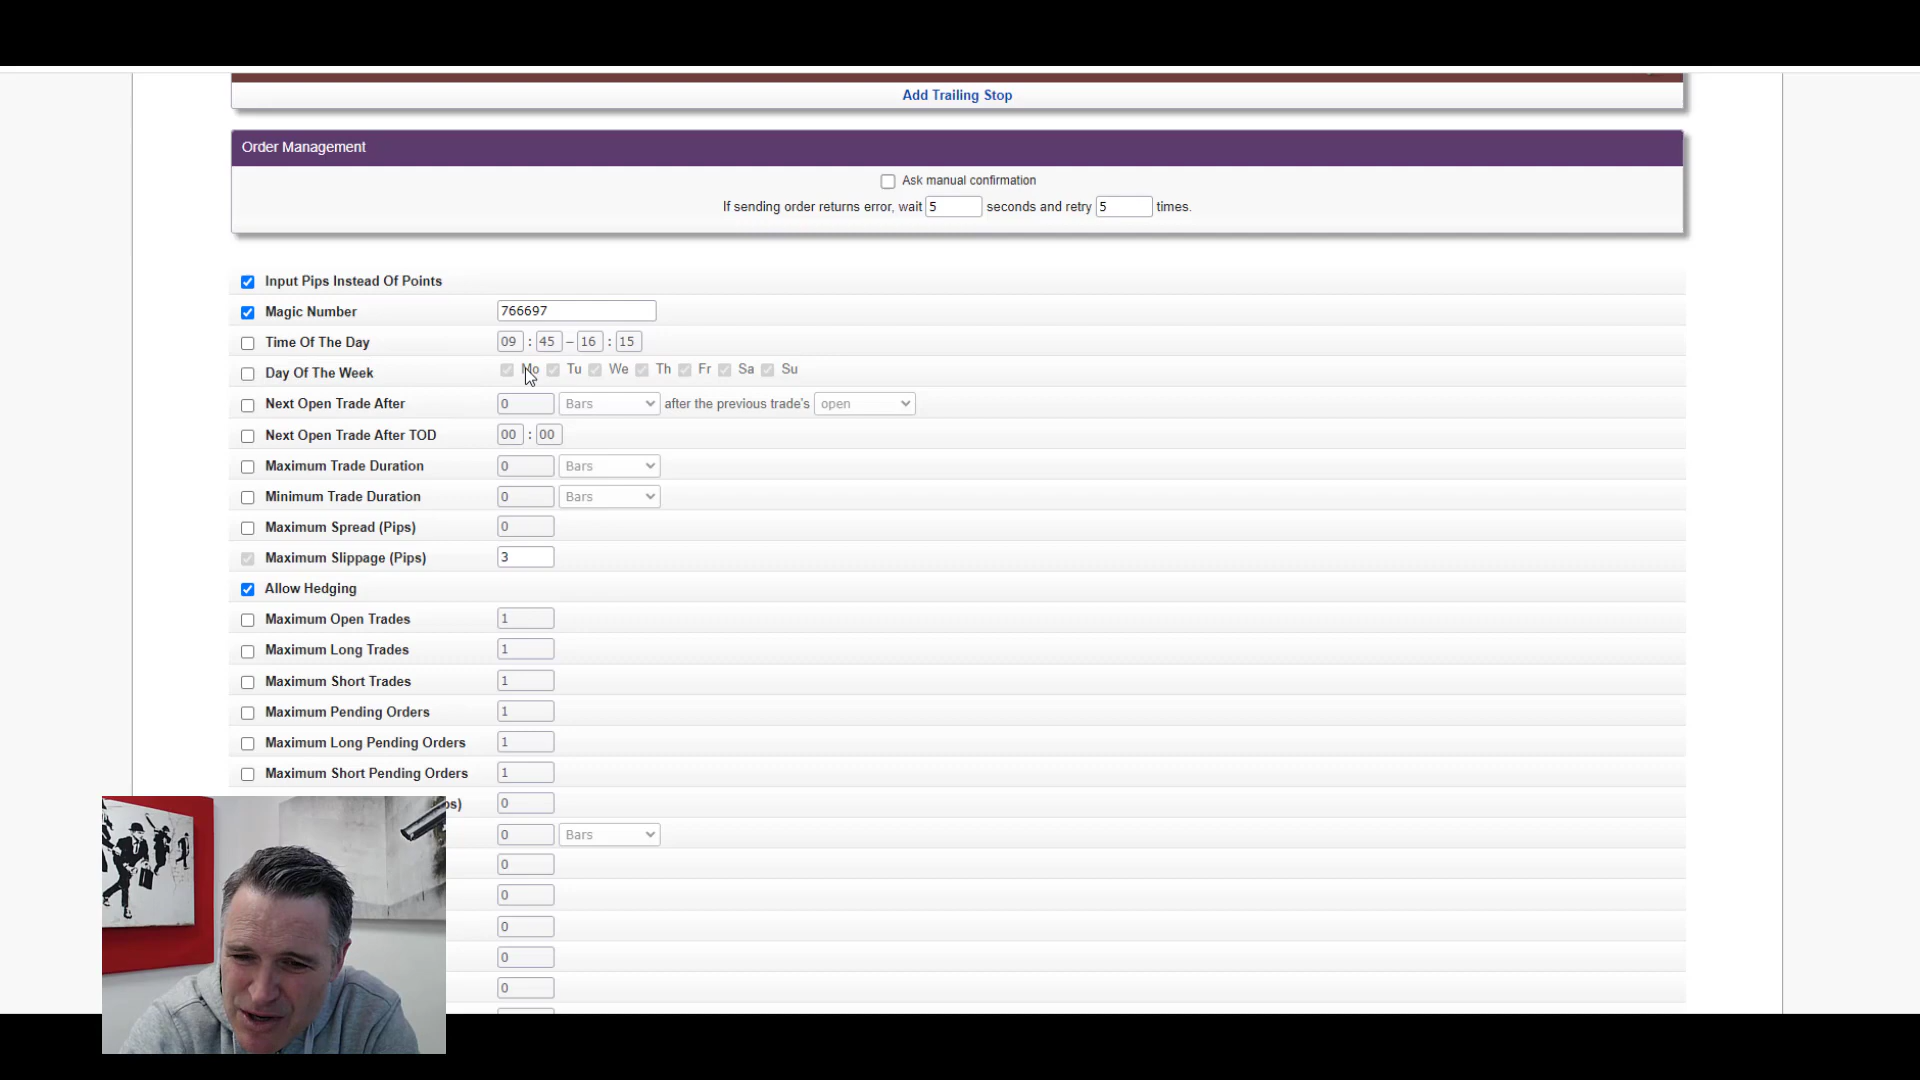 Add Trailing Stop
Order Management
Ask manual confirmation
If sending order returns error, wait 5 seconds and retry 5 times.
Input Pips Instead Of Points
Magic Number 766697
Time Of The Day 09 : 45 – 16 : 15
Day Of The Week Mo Tu We Th Fr Sa Su
Next Open Trade After 0 Bars after the previous trade's open
Next Open Trade After TOD 00 : 00
Maximum Trade Duration 0 Bars
Minimum Trade Duration 0 Bars
Maximum Spread (Pips) 0
Maximum Slippage (Pips) 3
Allow Hedging
Maximum Open Trades 1
Maximum Long Trades 1
Maximum Short Trades 1
Maximum Pending Orders 1
Maximum Long Pending Orders 1
Maximum Short Pending Orders 1
0
0 Bars
0
0
0
0
0